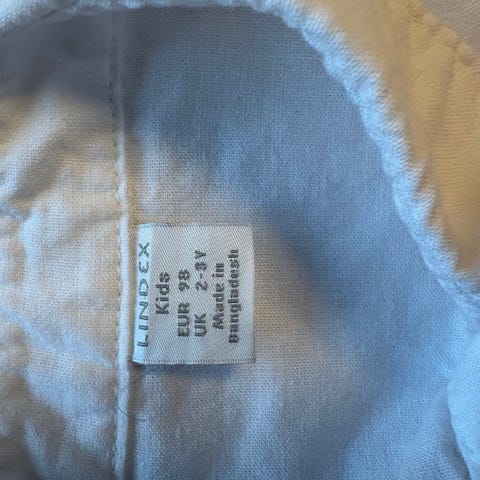 LINDEX
Kids
EUR 98
UK 2-3Y
Made in
Bangladesh